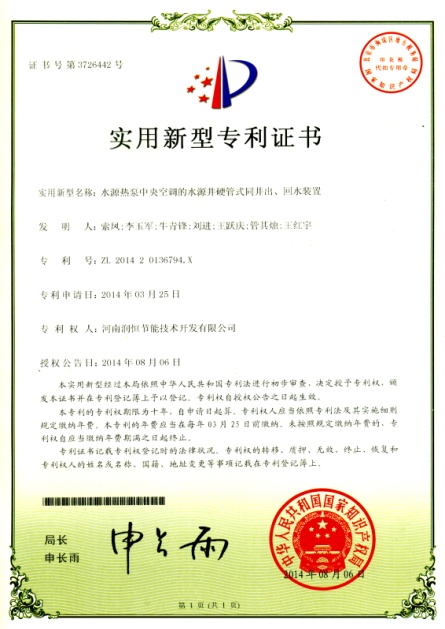 证书号第3726442号
实用新型专利证书
实用新型名称：水源热泵中央空调的水源井硬管式同井出、回水装置
发 明 人：索凤;李玉军;牛青锋;刘进;王跃庆;管其灿;王红宇
专 利 号：ZL 2014 2 0136794.X
专利申请日：2014年03月25日
专 利 权 人：河南润恒节能技术开发有限公司
授权公告日：2014年08月06日
本实用新型经过本局依照中华人民共和国专利法进行初步审查，决定授予专利权，颁
发本证书并在专利登记簿上予以登记。专利权自授权公告之日起生效。
本专利的专利权期限为十年，自申请日起算。专利权人应当依照专利法及其实施细则
规定缴纳年费。本专利的年费应当在每年03月25日前缴纳。未按照规定缴纳年费的，专
利权自应当缴纳年费期满之日起终止。
专利证书记载专利权登记时的法律状况。专利权的转移、质押、无效、终止、恢复和
专利权人的姓名或名称、国籍、地址变更等事项记载在专利登记簿上。
局长
申长雨
申长雨
中华人民共和国国家知识产权局
2014年08月06日
第1页(共1页)